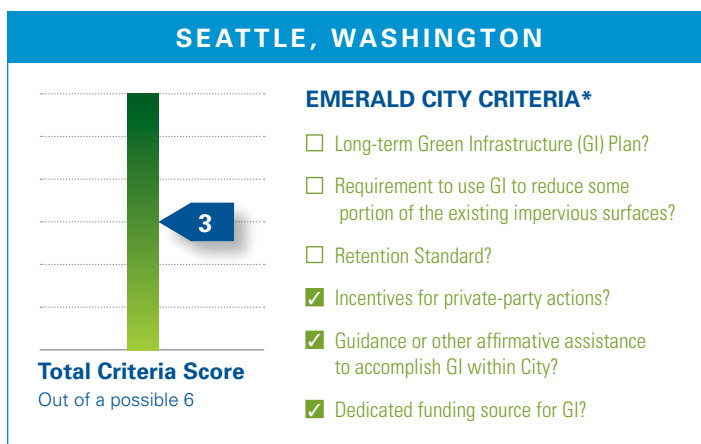 SEATTLE, WASHINGTON
3
Total Criteria Score
Out of a possible 6
EMERALD CITY CRITERIA*
Long-term Green Infrastructure (GI) Plan?
Requirement to use GI to reduce some
portion of the existing impervious surfaces?
Retention Standard?
Incentives for private-party actions?
Guidance or other affirmative assistance
to accomplish GI within City?
Dedicated funding source for GI?